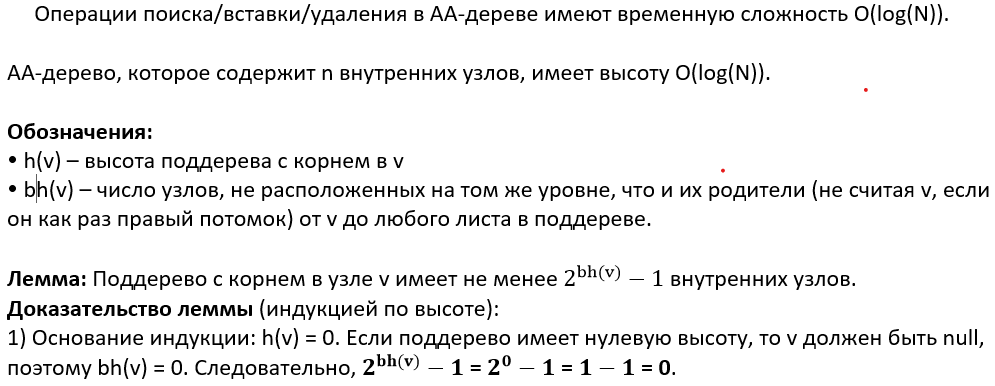 Операции поиска/вставки/удаления в АА-дереве имеют временную сложность O(log(N)).
АА-дерево, которое содержит n внутренних узлов, имеет высоту O(log(N)).
Обозначения:
• h(v) – высота поддерева с корнем в v
• bh(v) – число узлов, не расположенных на том же уровне, что и их родители (не считая v, если
он как раз правый потомок) от v до любого листа в поддереве.
Лемма: Поддерево с корнем в узле v имеет не менее 2^{bh(v)} − 1 внутренних узлов.
Доказательство леммы (индукцией по высоте):
1) Основание индукции: h(v) = 0. Если поддерево имеет нулевую высоту, то v должен быть null,
поэтому bh(v) = 0. Следовательно, 2^{bh(v)} − 1 = 2^0 − 1 = 1 − 1 = 0.